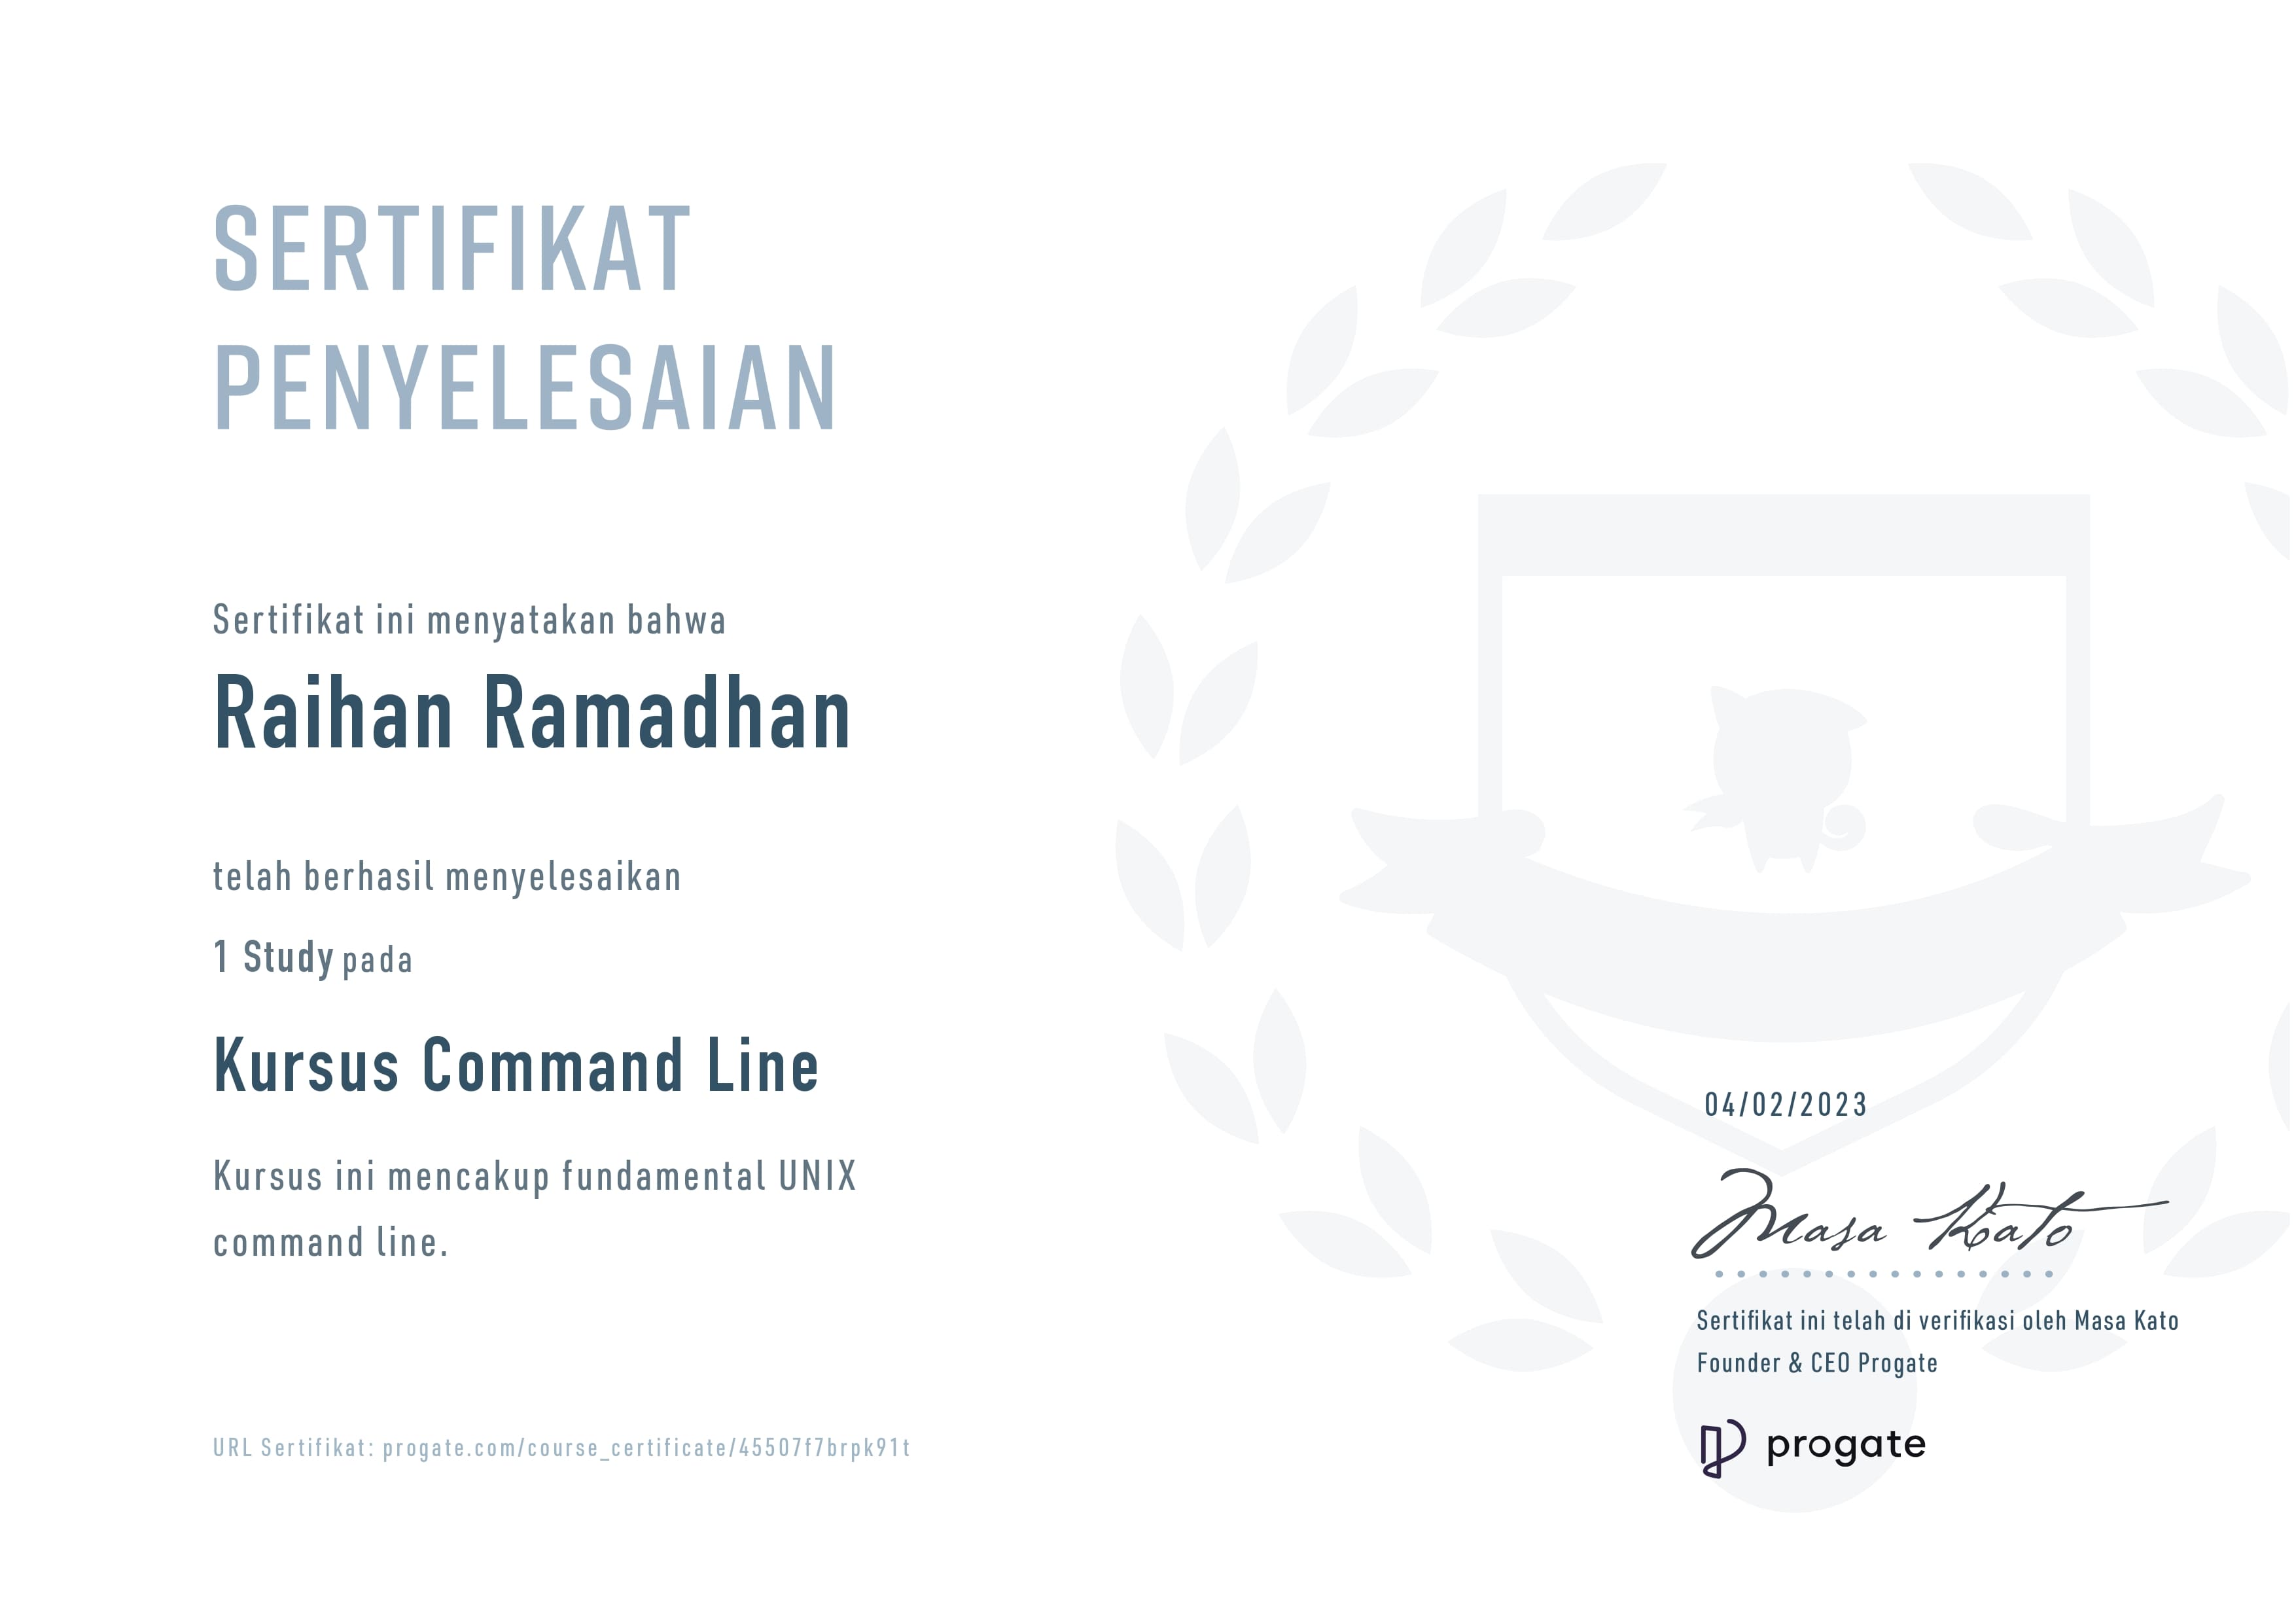 SERTIFIKAT
PENYELESAIAN
Sertifikat ini menyatakan bahwa
Raihan Ramadhan
telah berhasil menyelesaikan
1 Study pada
Kursus Command Line
Kursus ini mencakup fundamental UNIX
command line.
URL Sertifikat: progate.com/course_certificate/45507f7brpk91t
04/02/2023
Masa Kato
Sertifikat ini telah di verifikasi oleh Masa Kato
Founder & CEO Progate
progate